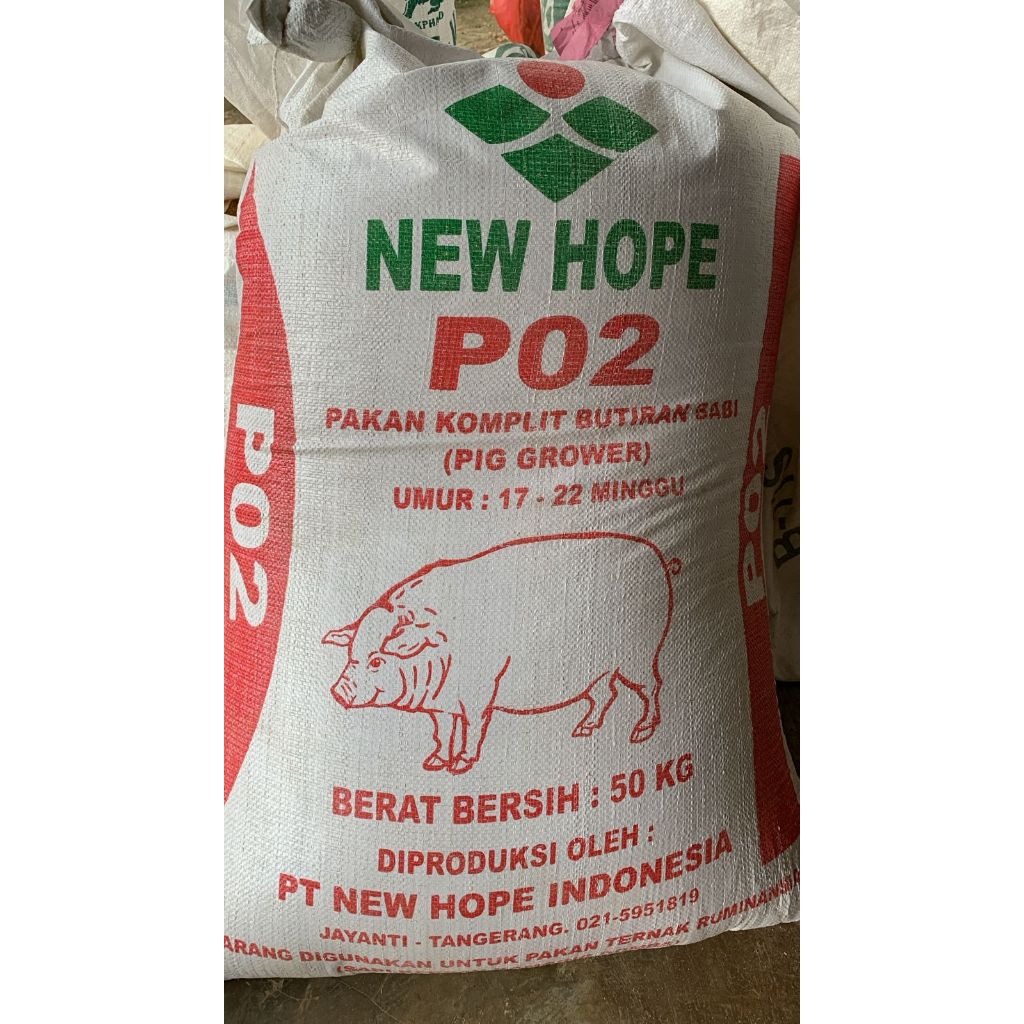 NEW HOPE
P02
PAKAN KOMPLIT BUTIRAN BABI
(PIG GROWER)
UMUR : 17 - 22 MINGGU
P02
P02
BERAT BERSIH : 50 KG
DIPRODUKSI OLEH :
PT NEW HOPE INDONESIA
JAYANTI - TANGERANG. 021-5951819
ARANG DIGUNAKAN UNTUK PAKAN TERNAK RUMINANSIA